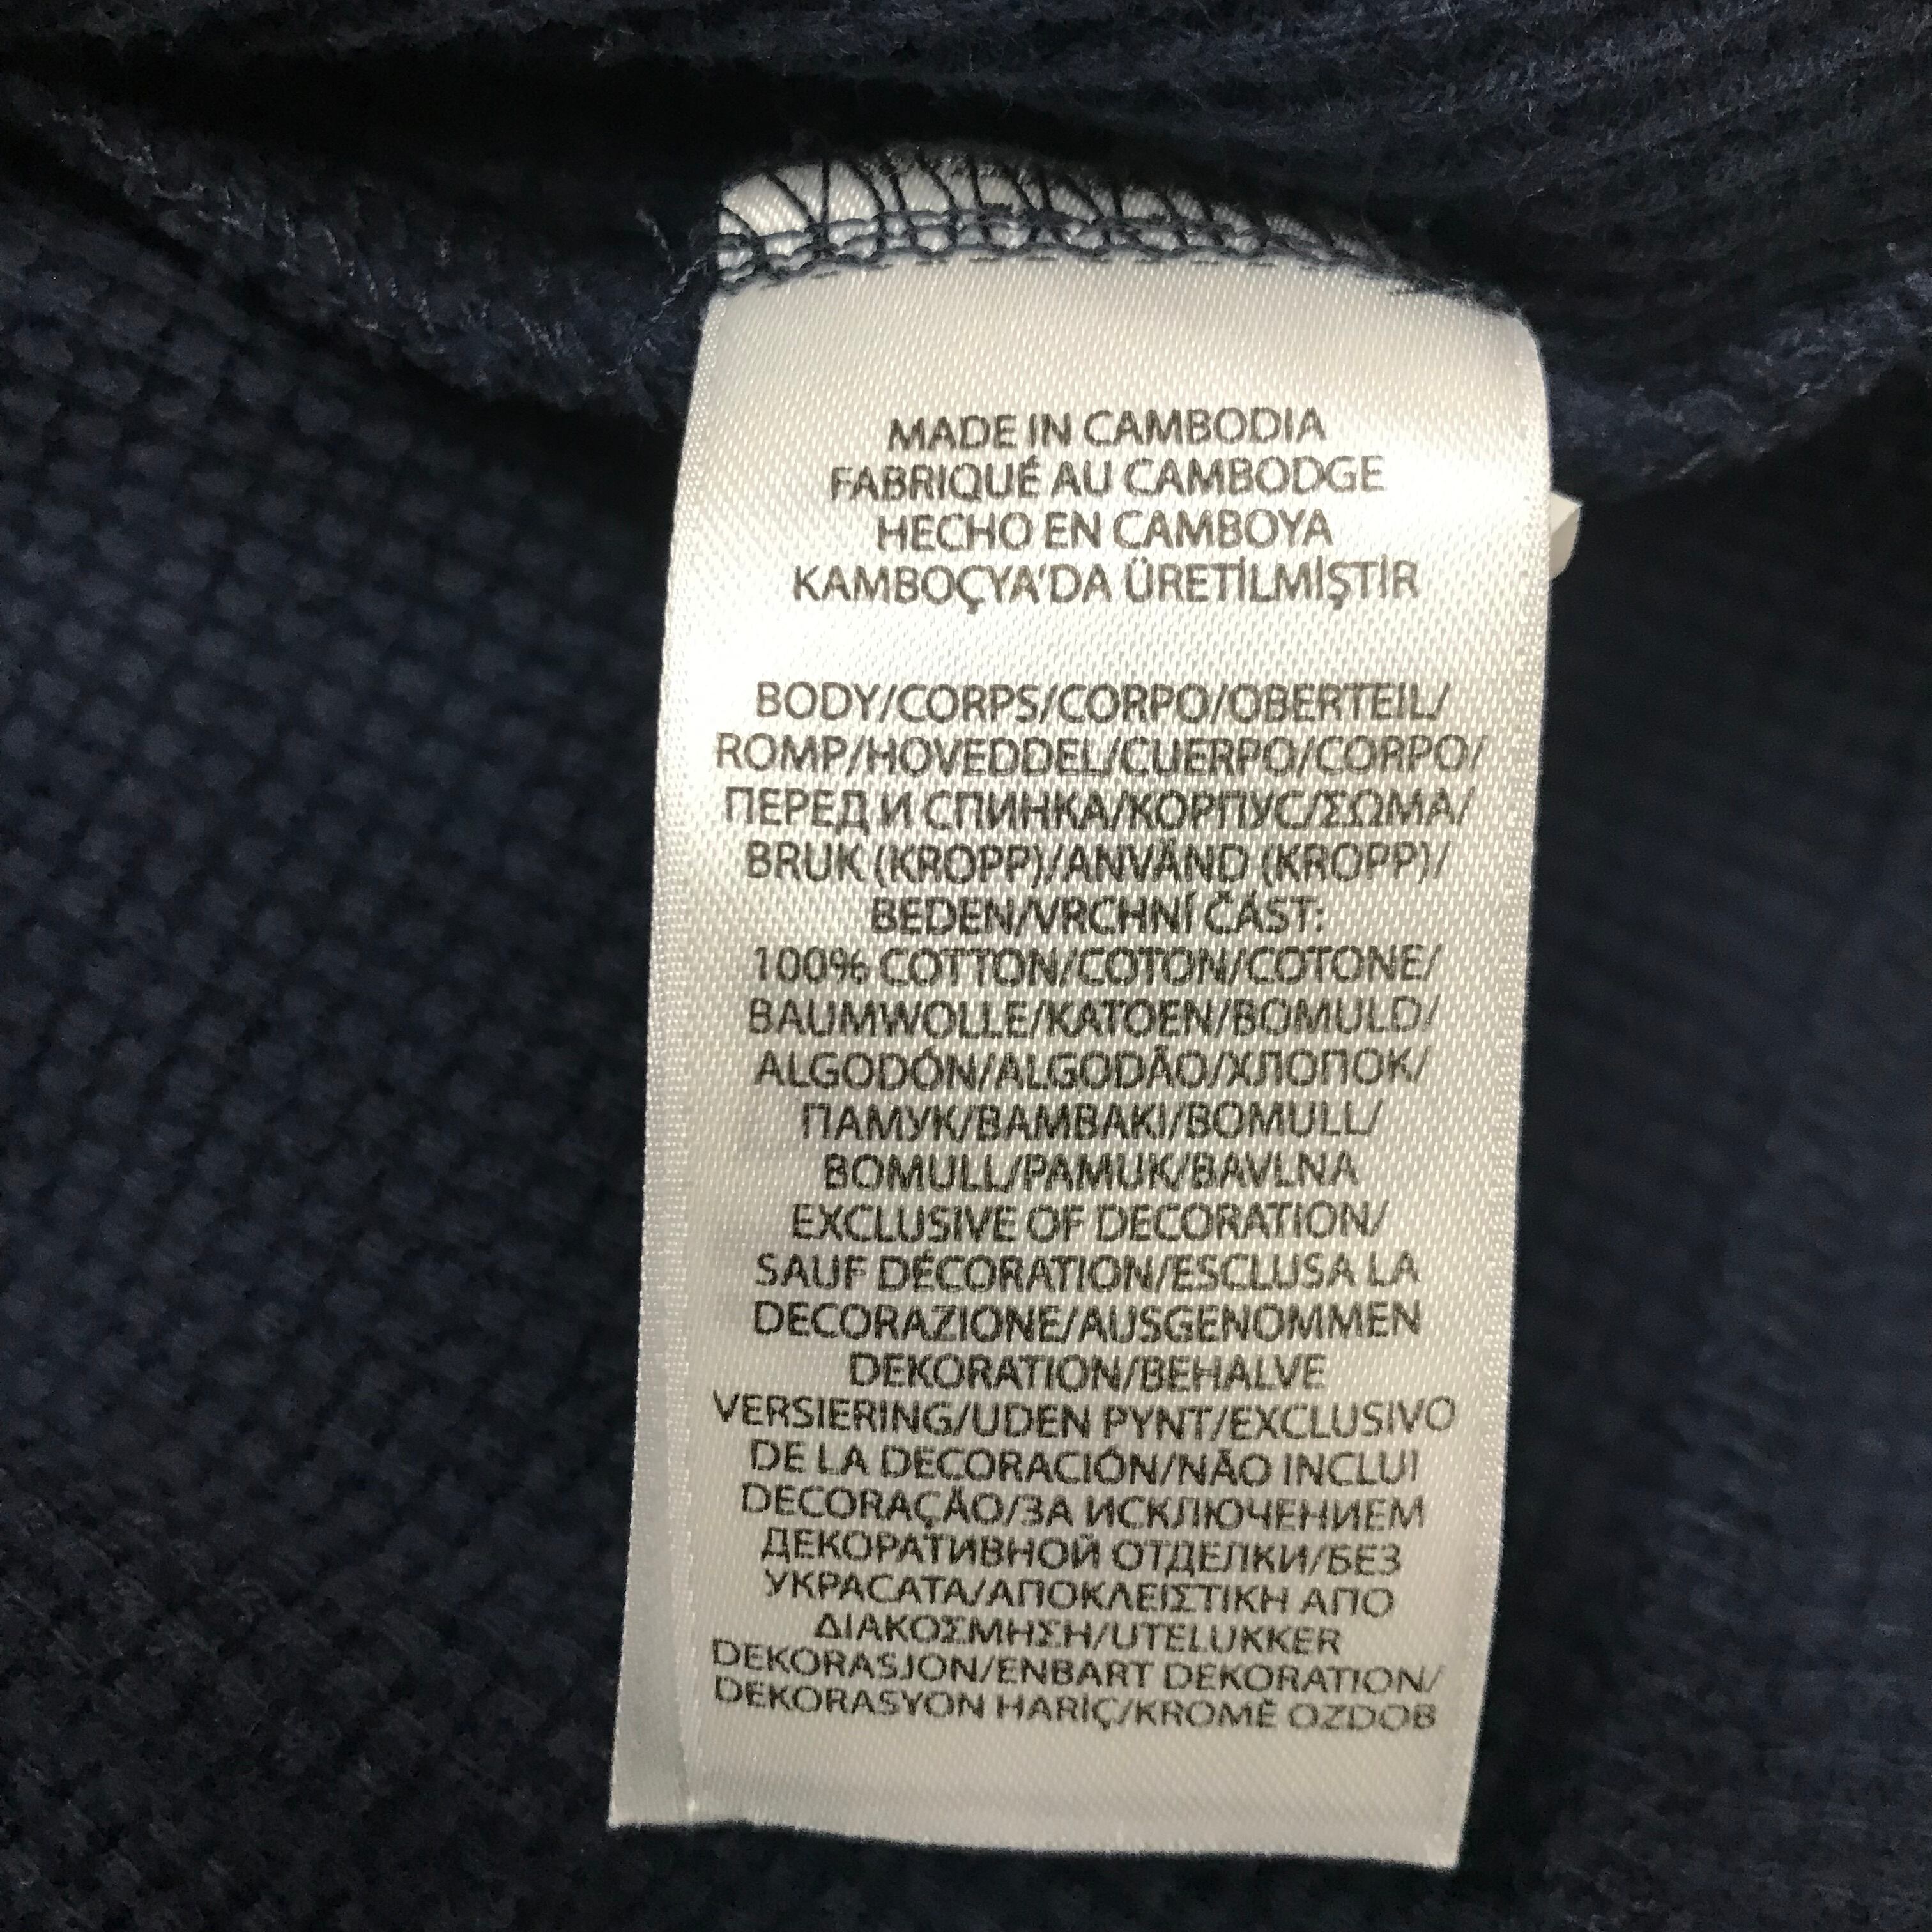 MADE IN CAMBODIA
FABRIQUÉ AU CAMBODGE
HECHO EN CAMBOYA
KAMBOÇYA'DA ÜRETİLMİŞTİR
BODY/CORPS/CORPO/OBERTEIL/
ROMP/HOVEDDEL/CUERPO/CORPO/
ПЕРЕД И СПИНКА/КОРПУС/ΣΩΜΑ/
BRUK (KROPP)/ANVÄND (KROPP)/
BEDEN/VRCHNÍ ČÁST:
100% COTTON/COTON/COTONE/
BAUMWOLLE/KATOEN/BOMULD/
ALGODÓN/ALGODÃO/ХЛОПОК/
ПАМУК/ΒΑΜΒΑΚΙ/BOMULL/
BOMULL/PAMUK/BAVLNA
EXCLUSIVE OF DECORATION/
SAUF DÉCORATION/ESCLUSA LA
DECORAZIONE/AUSGENOMMEN
DEKORATION/BEHALVE
VERSIERING/UDEN PYNT/EXCLUSIVO
DE LA DECORACIÓN/NÃO INCLUI
DECORAÇÃO/ЗА ИСКЛЮЧЕНИЕМ
ДЕКОРАТИВНОЙ ОТДЕЛКИ/БЕЗ
УКРАСАТА/ΑΠΟΚΛΕΙΣΤΙΚΗ ΑΠΟ
ΔΙΑΚΟΣΜΗΣΗ/UTELUKKER
DEKORASJON/ENBART DEKORATION/
DEKORASYON HARİÇ/KROMĚ OZDOB